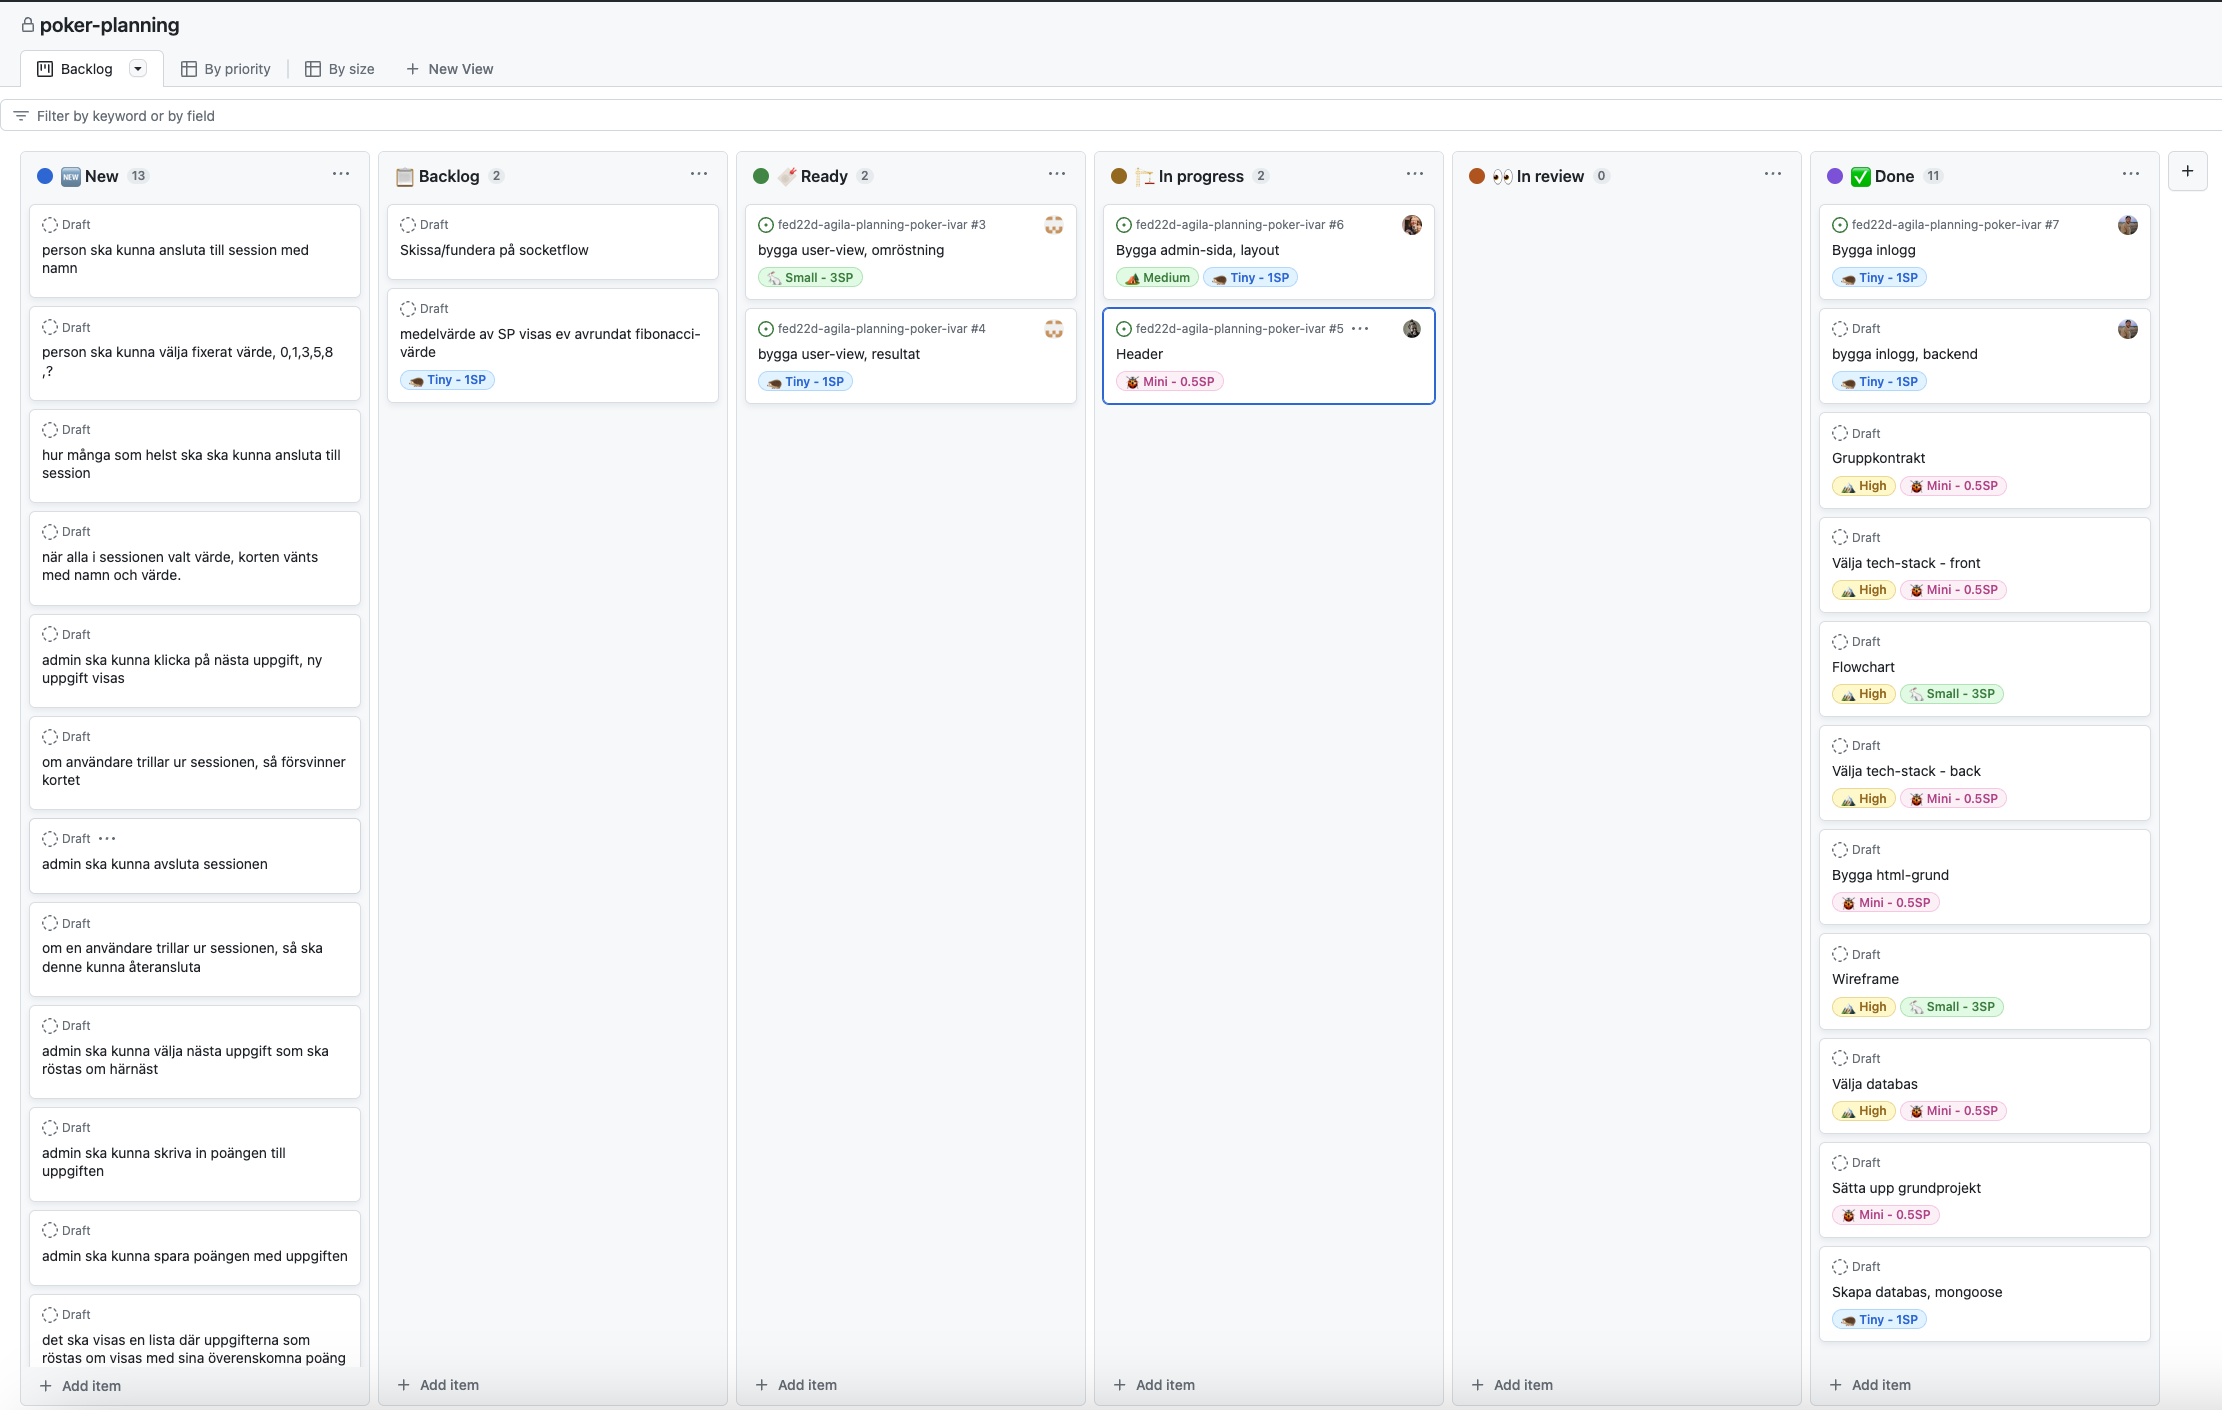 poker-planning
Backlog
By priority
By size
New View
Filter by keyword or by field
New 13
Draft
person ska kunna ansluta till session med
namn
Draft
person ska kunna välja fixerat värde, 0,1,3,5,8
,?
Draft
hur många som helst ska ska kunna ansluta till
session
Draft
när alla i sessionen valt värde, korten vänts
med namn och värde.
Draft
admin ska kunna klicka på nästa uppgift, ny
uppgift visas
Draft
om användare trillar ur sessionen, så försvinner
kortet
Draft
admin ska kunna avsluta sessionen
Draft
om en användare trillar ur sessionen, så ska
denne kunna återansluta
Draft
admin ska kunna välja nästa uppgift som ska
röstas om härnäst
Draft
admin ska kunna skriva in poängen till
uppgiften
Draft
admin ska kunna spara poängen med uppgiften
Draft
det ska visas en lista där uppgifterna som
röstas om visas med sina överenskomna poäng
Add item
Backlog 2
Draft
Skissa/fundera på socketflow
Draft
medelvärde av SP visas ev avrundat fibonacci-
värde
Tiny - 1SP
Add item
Ready 2
fed22d-agila-planning-poker-ivar #3
bygga user-view, omröstning
Small - 3SP
fed22d-agila-planning-poker-ivar #4
bygga user-view, resultat
Tiny - 1SP
Add item
In progress 2
fed22d-agila-planning-poker-ivar #6
Bygga admin-sida, layout
Medium Tiny - 1SP
fed22d-agila-planning-poker-ivar #5
Header
Mini - 0.5SP
Add item
In review 0
Add item
Done 11
fed22d-agila-planning-poker-ivar #7
Bygga inlogg
Tiny - 1SP
Draft
bygga inlogg, backend
Tiny - 1SP
Draft
Gruppkontrakt
High Mini - 0.5SP
Draft
Välja tech-stack - front
High Mini - 0.5SP
Draft
Flowchart
High Small - 3SP
Draft
Välja tech-stack - back
High Mini - 0.5SP
Draft
Bygga html-grund
Mini - 0.5SP
Draft
Wireframe
High Small - 3SP
Draft
Välja databas
High Mini - 0.5SP
Draft
Sätta upp grundprojekt
Mini - 0.5SP
Draft
Skapa databas, mongoose
Tiny - 1SP
Add item